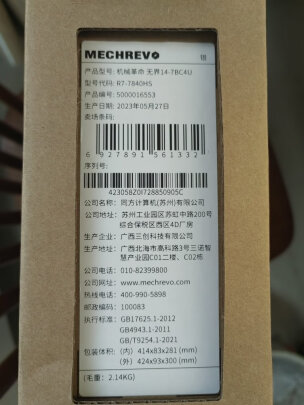 MECHREVO 银
产品型号: 机械革命 无界14-7BC4U
型号代码: R7-7840HS
产品编号: 5000016553
生产日期: 2023年05月27日
卖场条码:
6 927891 561332
序列号:
423058Z0I728850905C
公司名称: 同方计算机(苏州)有限公司
公司地址: 苏州工业园区苏虹中路200号
综合保税区西区4D厂房
生产企业: 广西三创科技有限公司
生产地址: 广西北海市高科路3号三诺智
慧产业园C01二楼、C02栋
公司电话: 010-82399800
公司网址: www.mechrevo.com
热线电话: 400-990-5898
邮政编码: 100083
执行标准: GB17625.1-2012
GB4943.1-2011
GB/T9254.1-2021
包装体积: (内) 414x83x281 (mm)
(外) 424x93x300 (mm)
(毛重: 2.14KG)